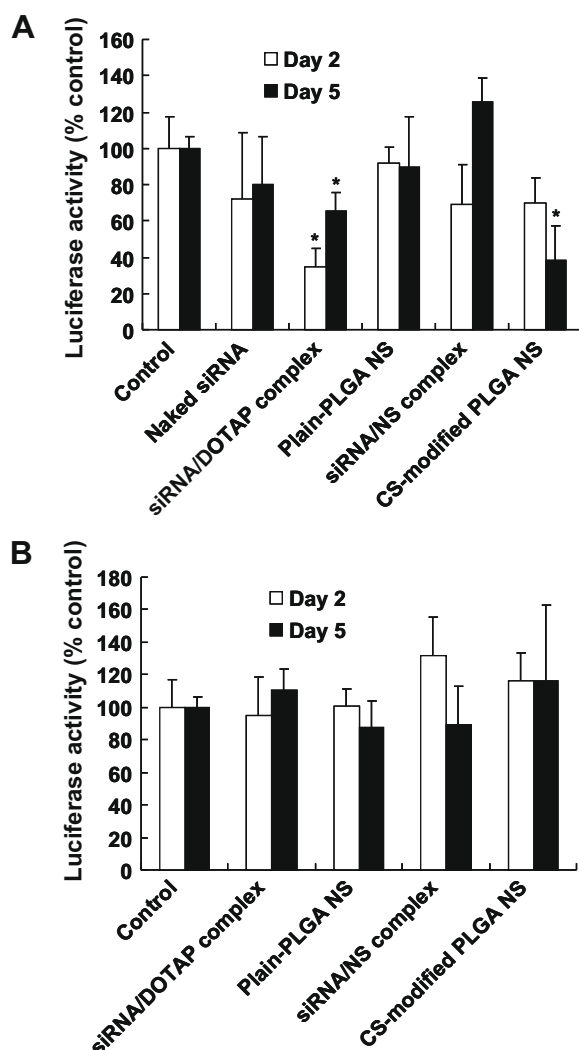 A
Luciferase activity (% control)
160
140
120
100
80
60
40
20
0
Day 2
Day 5
*
*
*
Control
Naked siRNA
siRNA/DOTAP complex
Plain-PLGA NS
siRNA/NS complex
CS-modified PLGA NS
B
Luciferase activity (% control)
180
160
140
120
100
80
60
40
20
0
Day 2
Day 5
Control
siRNA/DOTAP complex
Plain-PLGA NS
siRNA/NS complex
CS-modified PLGA NS